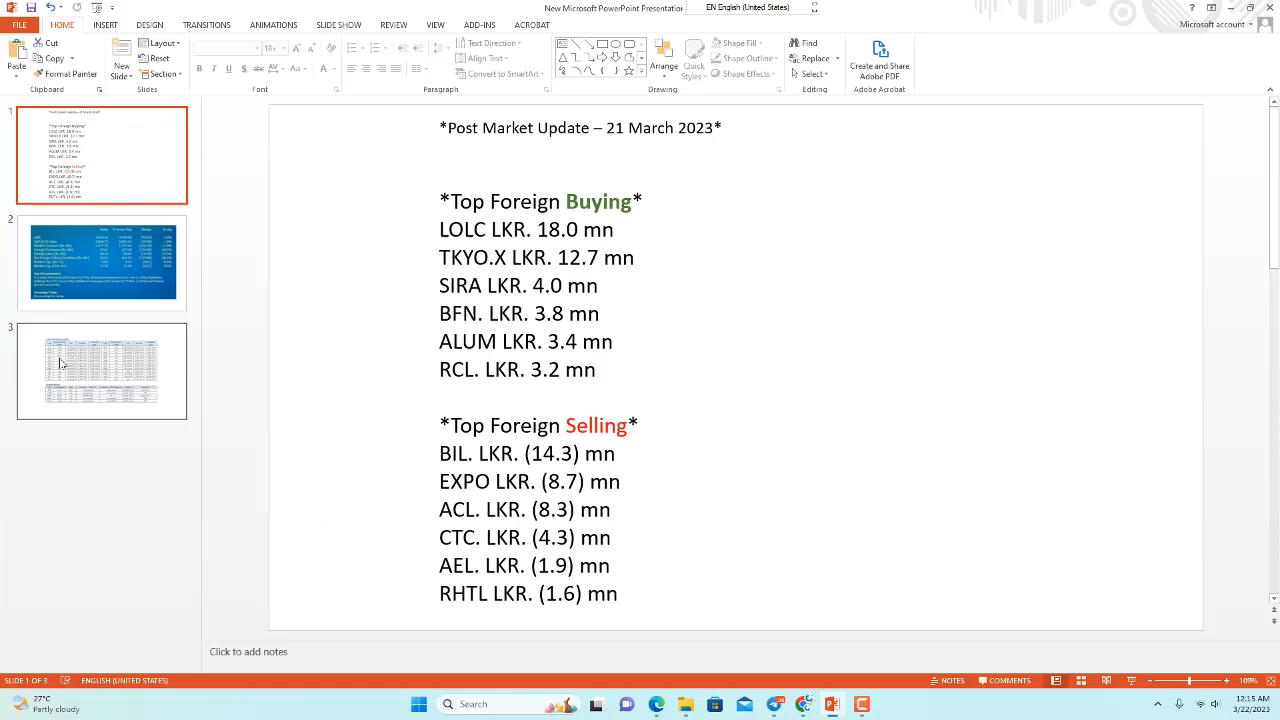 New Microsoft PowerPoint Presentation
EN English (United States)
FILE HOME INSERT DESIGN TRANSITIONS ANIMATIONS SLIDE SHOW REVIEW VIEW ADD-INS ACROBAT
Microsoft account
Paste
Cut
Copy
Format Painter
Clipboard
New Slide
Layout
Reset
Section
Slides
18+
B I U S abc AV Aa A
Font
Text Direction
Align Text
Convert to SmartArt
Paragraph
Arrange
Quick Styles
Shape Fill
Shape Outline
Shape Effects
Drawing
Find
Replace
Select
Editing
Create and Share Adobe PDF
Adobe Acrobat
1
2
3
*Post Market Update – 21 March 2023*
*Top Foreign Buying*
LOLC LKR. 18.0 mn
TKYO.X LKR. 12.7 mn
SIRA LKR. 4.0 mn
BFN. LKR. 3.8 mn
ALUM LKR. 3.4 mn
RCL. LKR. 3.2 mn
*Top Foreign Selling*
BIL. LKR. (14.3) mn
EXPO LKR. (8.7) mn
ACL. LKR. (8.3) mn
CTC. LKR. (4.3) mn
AEL. LKR. (1.9) mn
RHTL LKR. (1.6) mn
Click to add notes
SLIDE 1 OF 3 ENGLISH (UNITED STATES) NOTES COMMENTS 109%
27°C
Partly cloudy
Search
12:15 AM
3/22/2023